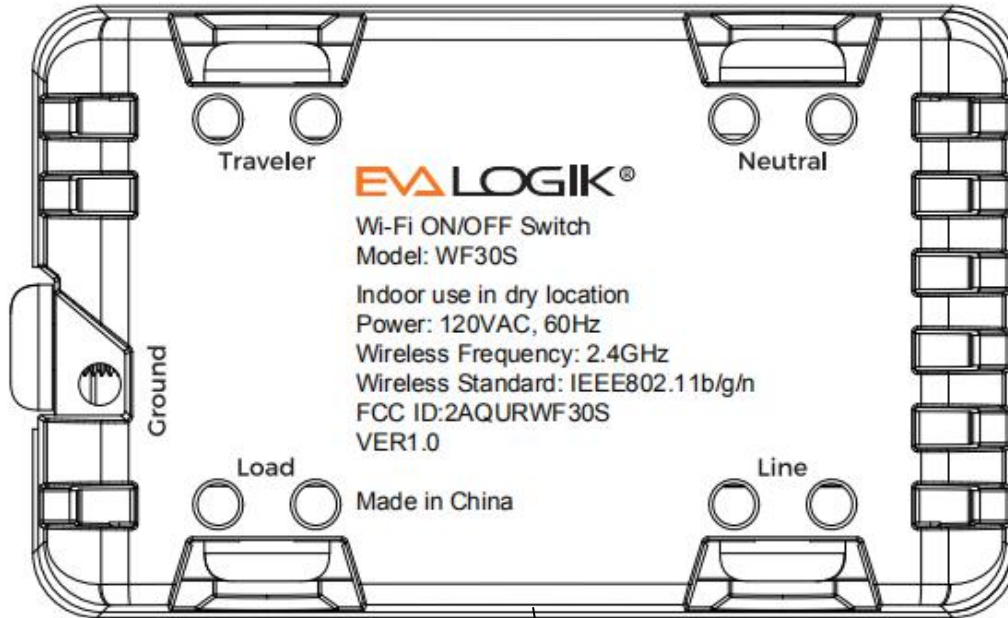 Traveler
Neutral
EVALOGIK®
Wi-Fi ON/OFF Switch
Model: WF30S
Indoor use in dry location
Power: 120VAC, 60Hz
Wireless Frequency: 2.4GHz
Wireless Standard: IEEE802.11b/g/n
FCC ID:2AQURWF30S
VER1.0
Ground
Load
Line
Made in China